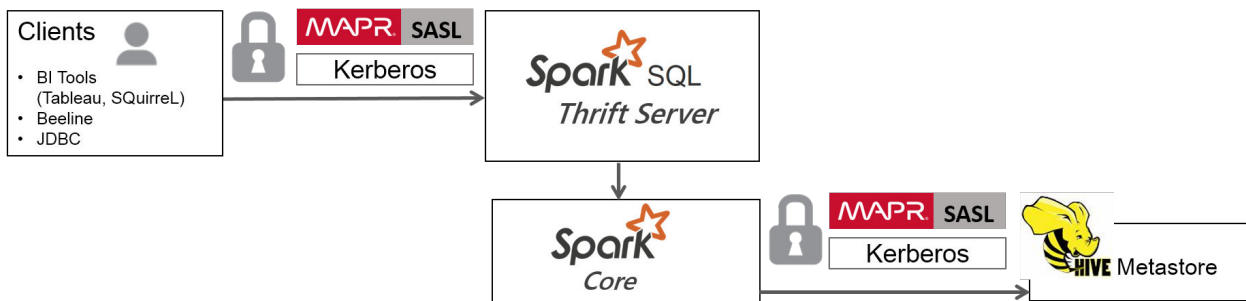 Clients
• BI Tools
(Tableau, SQuirreL)
• Beeline
• JDBC
MAPR® SASL
Kerberos
Spark SQL
Thrift Server
Spark
Core
MAPR® SASL
Kerberos
HIVE Metastore